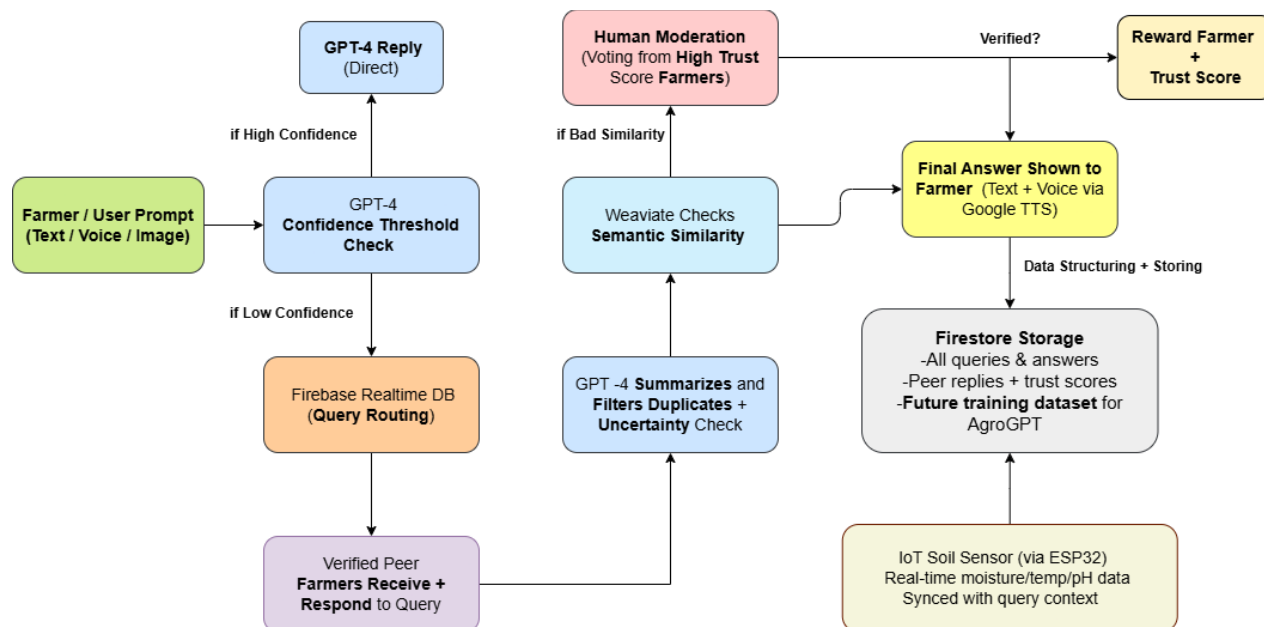 GPT-4 Reply
(Direct)
if High Confidence
Farmer / User Prompt
(Text / Voice / Image)
GPT-4
Confidence Threshold
Check
if Low Confidence
Firebase Realtime DB
(Query Routing)
Verified Peer
Farmers Receive +
Respond to Query
GPT -4 Summarizes and
Filters Duplicates +
Uncertainty Check
Weaviate Checks
Semantic Similarity
if Bad Similarity
Human Moderation
(Voting from High Trust
Score Farmers)
Verified?
Reward Farmer
+
Trust Score
Final Answer Shown to
Farmer (Text + Voice via
Google TTS)
Data Structuring + Storing
Firestore Storage
-All queries & answers
-Peer replies + trust scores
-Future training dataset for
AgroGPT
IoT Soil Sensor (via ESP32)
Real-time moisture/temp/pH data
Synced with query context